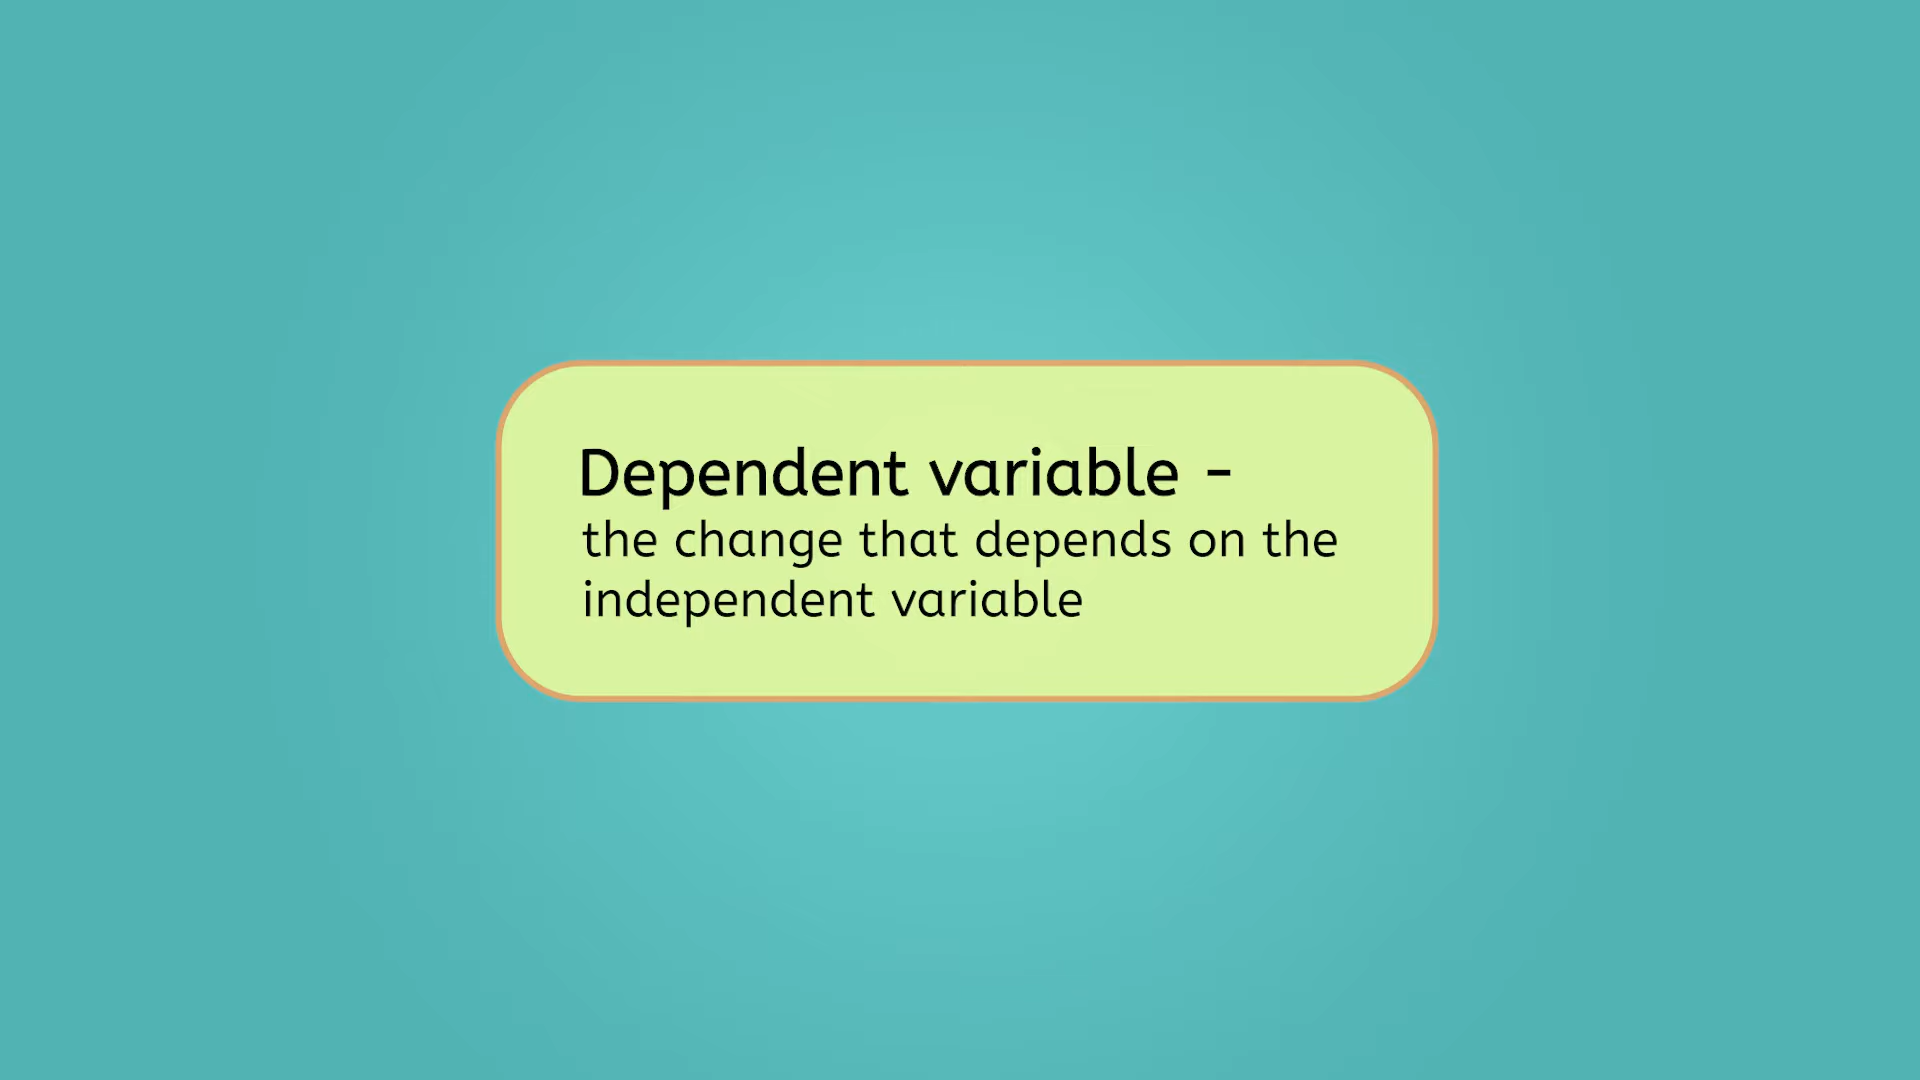 Dependent variable -
the change that depends on the
independent variable